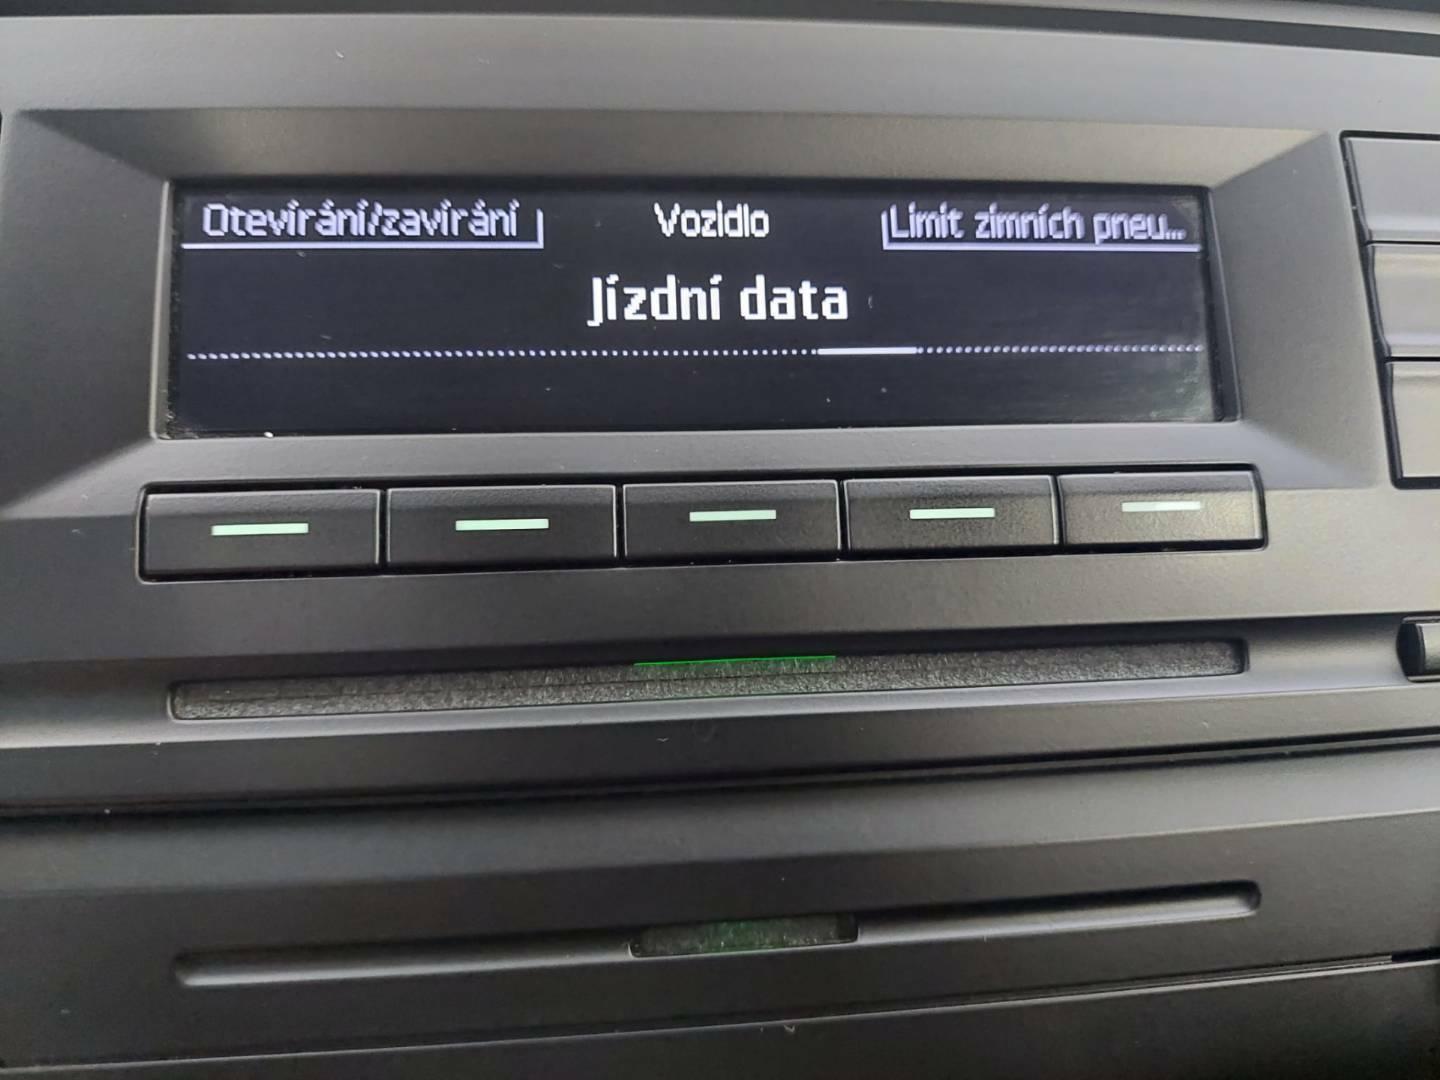 Otevírání/zavírání
Vozidlo
Limit zimních pneu...
Jízdní data